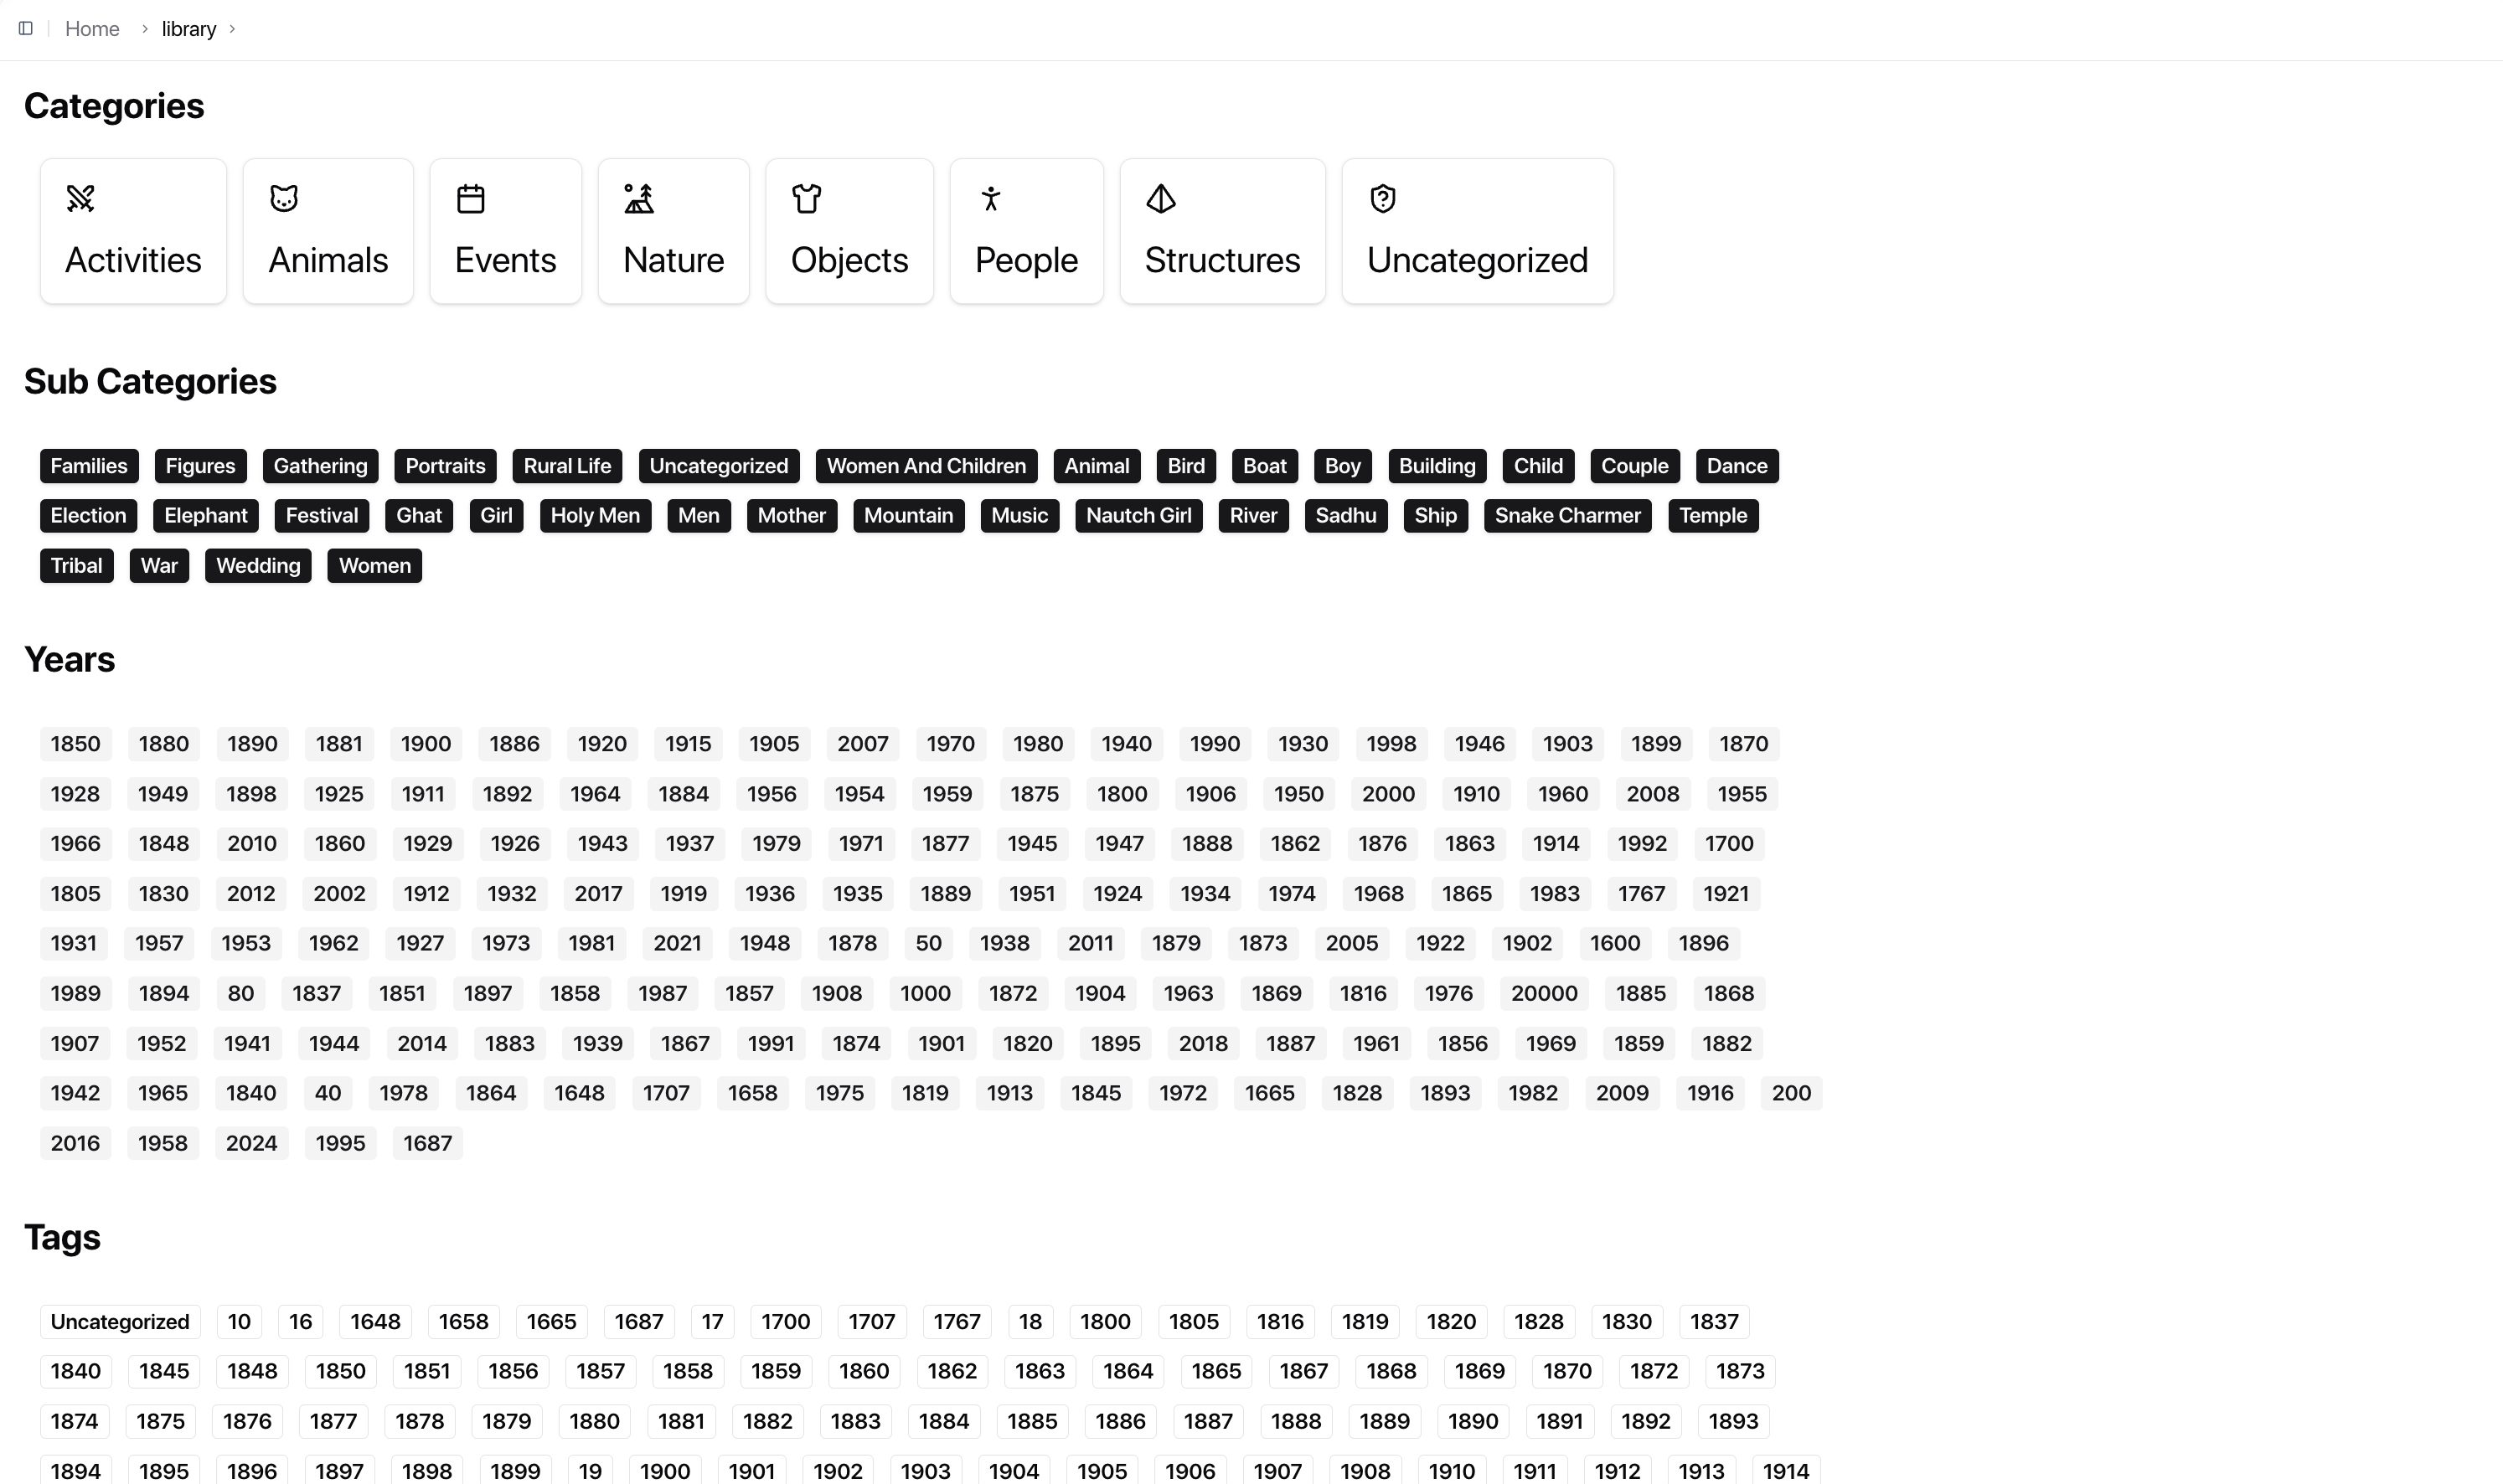 Home > library >
Categories
Activities Animals Events Nature Objects People Structures Uncategorized
Sub Categories
Families Figures Gathering Portraits Rural Life Uncategorized Women And Children Animal Bird Boat Boy Building Child Couple Dance
Election Elephant Festival Ghat Girl Holy Men Men Mother Mountain Music Nautch Girl River Sadhu Ship Snake Charmer Temple
Tribal War Wedding Women
Years
1850 1880 1890 1881 1900 1886 1920 1915 1905 2007 1970 1980 1940 1990 1930 1998 1946 1903 1899 1870
1928 1949 1898 1925 1911 1892 1964 1884 1956 1954 1959 1875 1800 1906 1950 2000 1910 1960 2008 1955
1966 1848 2010 1860 1929 1926 1943 1937 1979 1971 1877 1945 1947 1888 1862 1876 1863 1914 1992 1700
1805 1830 2012 2002 1912 1932 2017 1919 1936 1935 1889 1951 1924 1934 1974 1968 1865 1983 1767 1921
1931 1957 1953 1962 1927 1973 1981 2021 1948 1878 50 1938 2011 1879 1873 2005 1922 1902 1600 1896
1989 1894 80 1837 1851 1897 1858 1987 1857 1908 1000 1872 1904 1963 1869 1816 1976 20000 1885 1868
1907 1952 1941 1944 2014 1883 1939 1867 1991 1874 1901 1820 1895 2018 1887 1961 1856 1969 1859 1882
1942 1965 1840 40 1978 1864 1648 1707 1658 1975 1819 1913 1845 1972 1665 1828 1893 1982 2009 1916 200
2016 1958 2024 1995 1687
Tags
Uncategorized 10 16 1648 1658 1665 1687 17 1700 1707 1767 18 1800 1805 1816 1819 1820 1828 1830 1837
1840 1845 1848 1850 1851 1856 1857 1858 1859 1860 1862 1863 1864 1865 1867 1868 1869 1870 1872 1873
1874 1875 1876 1877 1878 1879 1880 1881 1882 1883 1884 1885 1886 1887 1888 1889 1890 1891 1892 1893
1894 1895 1896 1897 1898 1899 19 1900 1901 1902 1903 1904 1905 1906 1907 1908 1910 1911 1912 1913 1914